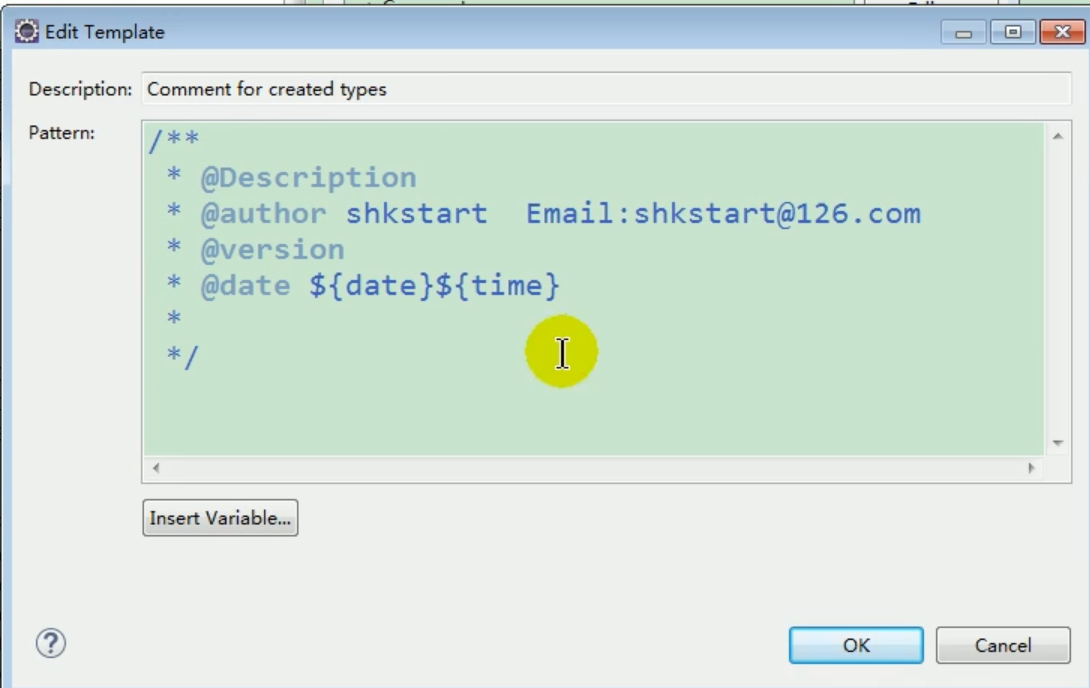 Edit Template
Description: Comment for created types
Pattern:
/**
 * @Description
 * @author shkstart  Email:shkstart@126.com
 * @version
 * @date ${date}${time}
 *
 */
Insert Variable...
?
OK
Cancel